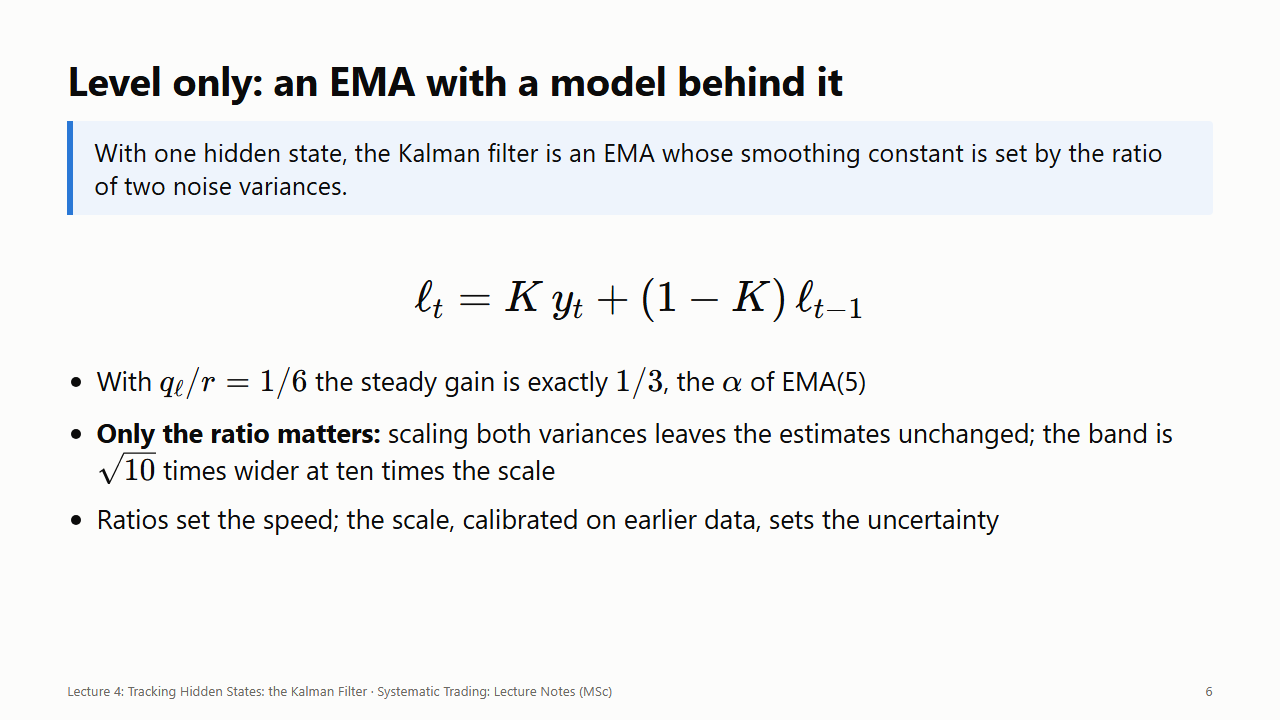 Level only: an EMA with a model behind it
With one hidden state, the Kalman filter is an EMA whose smoothing constant is set by the ratio
of two noise variances.
ℓ_t = K y_t + (1 − K) ℓ_{t−1}
• With q_ℓ/r = 1/6 the steady gain is exactly 1/3, the α of EMA(5)
• Only the ratio matters: scaling both variances leaves the estimates unchanged; the band is
√10 times wider at ten times the scale
• Ratios set the speed; the scale, calibrated on earlier data, sets the uncertainty
Lecture 4: Tracking Hidden States: the Kalman Filter · Systematic Trading: Lecture Notes (MSc)
6